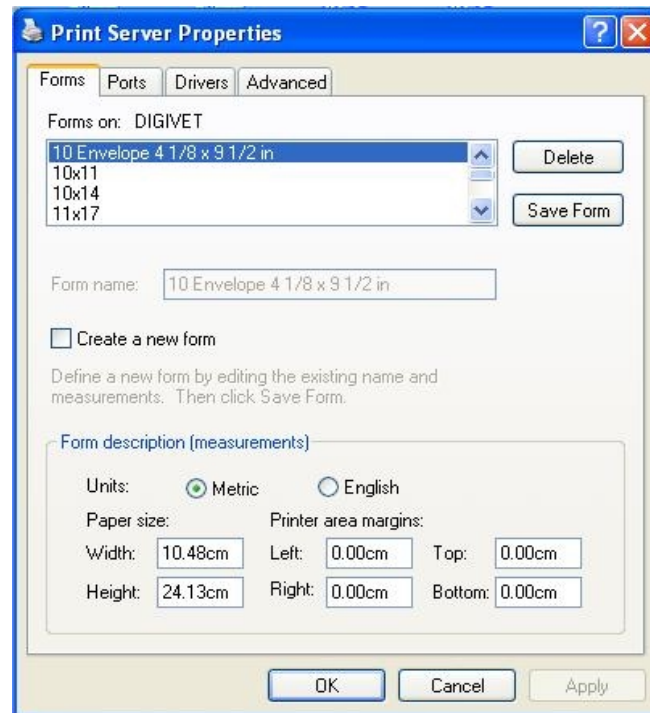 Print Server Properties
Forms Ports Drivers Advanced
Forms on: DIGIVET
10 Envelope 4 1/8 x 9 1/2 in
10x11
10x14
11x17
Delete
Save Form
Form name: 10 Envelope 4 1/8 x 9 1/2 in
Create a new form
Define a new form by editing the existing name and
measurements. Then click Save Form.
Form description (measurements)
Units: Metric English
Paper size: Printer area margins:
Width: 10.48cm Left: 0.00cm Top: 0.00cm
Height: 24.13cm Right: 0.00cm Bottom: 0.00cm
OK Cancel Apply